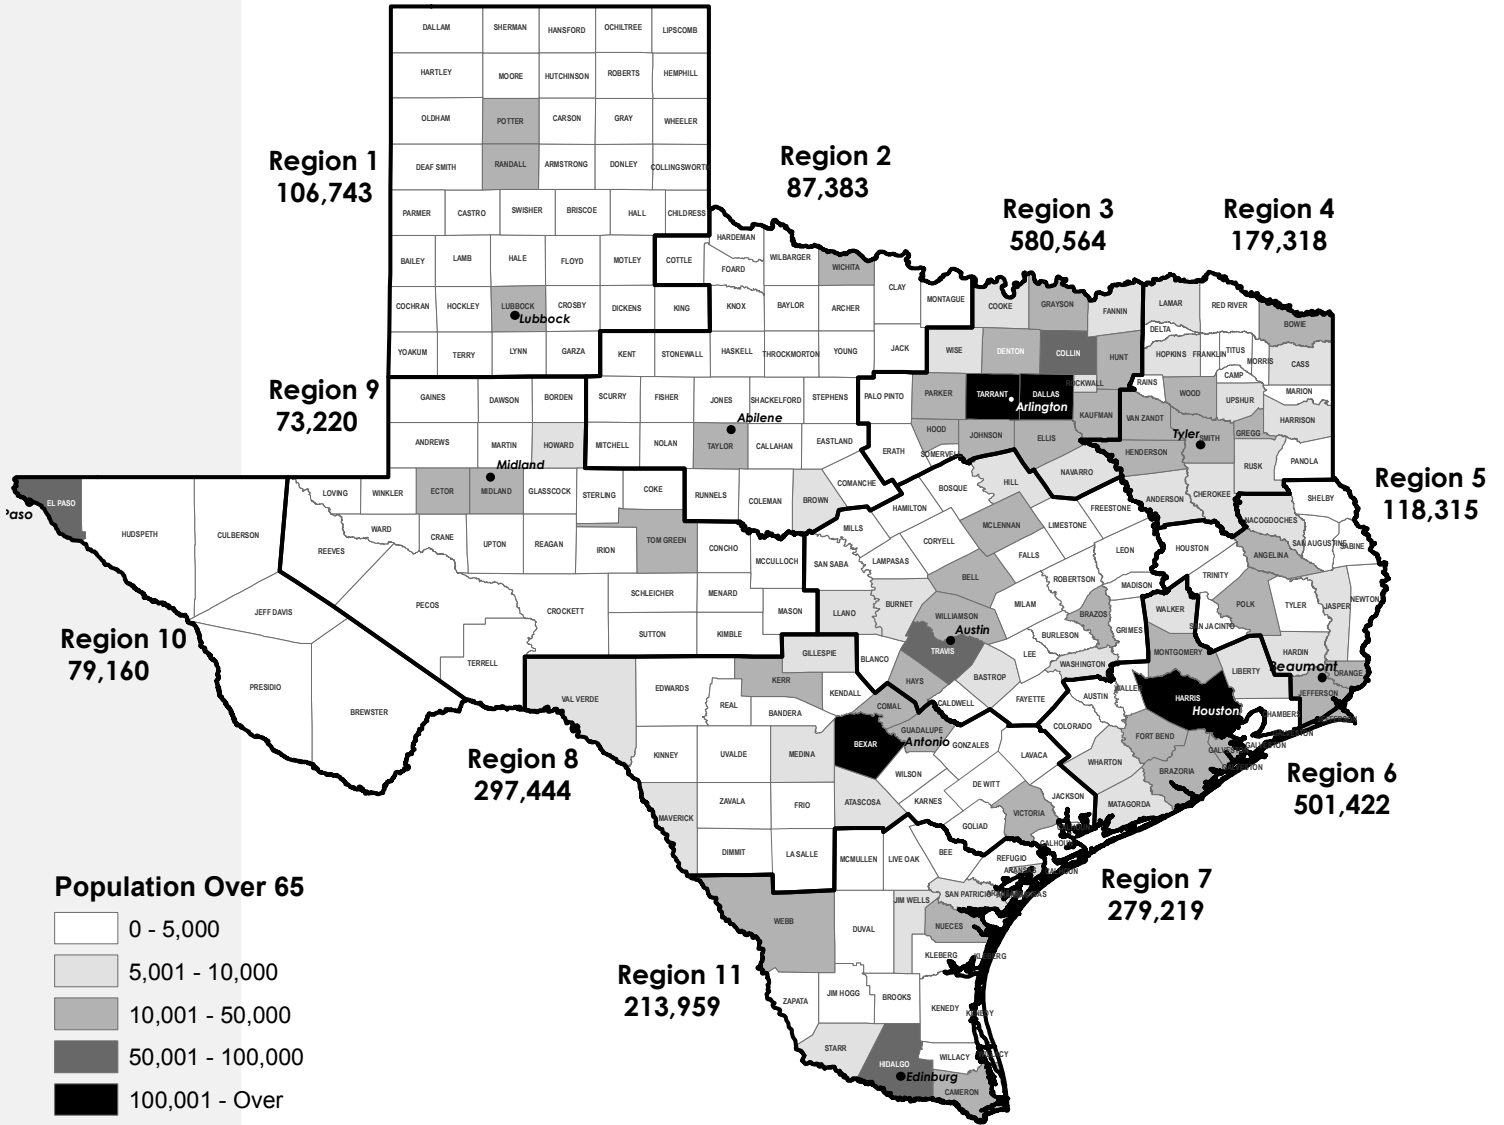 DALLAM SHERMAN HANSFORD OCHILTREE LIPSCOMB
HARTLEY MOORE HUTCHINSON ROBERTS HEMPHILL
OLDHAM POTTER CARSON GRAY WHEELER
DEAF SMITH RANDALL ARMSTRONG DONLEY COLLINGSWORTH
Region 1
106,743
PARMER CASTRO SWISHER BRISCOE HALL CHILDRESS
BAILEY LAMB HALE FLOYD MOTLEY COTTLE
COCHRAN HOCKLEY LUBBOCK CROSBY DICKENS KING
Lubbock
YOAKUM TERRY LYNN GARZA KENT STONEWALL HASKELL THROCKMORTON YOUNG JACK
Region 2
87,383
HARDEMAN FOARD WILBARGER WICHITA CLAY MONTAGUE
KNOX BAYLOR ARCHER
Region 3
580,564
COOKE GRAYSON FANNIN
WISE DENTON COLLIN HUNT
PARKER TARRANT DALLAS ROCKWALL
Arlington
KAUFMAN
PALO PINTO HOOD JOHNSON ELLIS
ERATH SOMERVELL NAVARRO
Region 4
179,318
LAMAR RED RIVER BOWIE
DELTA HOPKINS FRANKLIN TITUS MORRIS CASS
RAINS WOOD CAMP UPSHUR MARION
VAN ZANDT SMITH GREGG HARRISON
Tyler
HENDERSON RUSK PANOLA
ANDERSON CHEROKEE
Region 9
73,220
GAINES DAWSON BORDEN SCURRY FISHER JONES SHACKELFORD STEPHENS
Abilene
ANDREWS MARTIN HOWARD MITCHELL NOLAN TAYLOR CALLAHAN EASTLAND
Midland
LOVING WINKLER ECTOR MIDLAND GLASSCOCK STERLING COKE RUNNELS COLEMAN BROWN COMANCHE
WARD CRANE UPTON REAGAN IRION TOM GREEN CONCHO MCCULLOCH
REEVES PECOS CROCKETT SCHLEICHER MENARD MASON
TERRELL SUTTON KIMBLE
Paso
EL PASO HUDSPETH CULBERSON
JEFF DAVIS
Region 10
79,160
PRESIDIO BREWSTER
Region 5
118,315
SHELBY NACOGDOCHES SAN AUGUSTINE SABINE
HOUSTON ANGELINA TRINITY
POLK TYLER JASPER NEWTON
SAN JACINTO HARDIN
Beaumont
ORANGE JEFFERSON
JEFFERSON
BOSQUE HILL HAMILTON MCLENNAN LIMESTONE FREESTONE
MILLS CORYELL FALLS LEON
SAN SABA LAMPASAS BELL ROBERTSON MADISON
LLANO BURNET WILLIAMSON MILAM BRAZOS GRIMES
Austin
TRAVIS BURLESON LEE WASHINGTON
BLANCO HAYS BASTROP CALDWELL FAYETTE
WALKER MONTGOMERY LIBERTY
AUSTIN WALLER HARRIS
Houston
CHAMBERS
COLORADO FORT BEND GALVESTON GALVESTON
GALVESTON
GALVESTON
WHARTON BRAZORIA
MATAGORDA
Region 6
501,422
Region 8
297,444
VAL VERDE EDWARDS KERR GILLESPIE KENDALL
REAL BANDERA COMAL GUADALUPE
KINNEY UVALDE MEDINA BEXAR
Antonio
GONZALES LAVACA
WILSON DE WITT JACKSON
MAVERICK ZAVALA FRIO ATASCOSA KARNES VICTORIA
GOLIAD CALHOUN
CALHOUN
CALHOUN
DIMMIT LA SALLE
Region 7
279,219
MCMULLEN LIVE OAK BEE REFUGIO
ARANSAS
SAN PATRICIO ARANSAS
WEBB DUVAL JIM WELLS NUECES
KLEBERG KLEBERG
Region 11
213,959
ZAPATA JIM HOGG BROOKS KENEDY KENEDY
STARR HIDALGO WILLACY WILLACY
Edinburg
CAMERON
Population Over 65
0 - 5,000
5,001 - 10,000
10,001 - 50,000
50,001 - 100,000
100,001 - Over